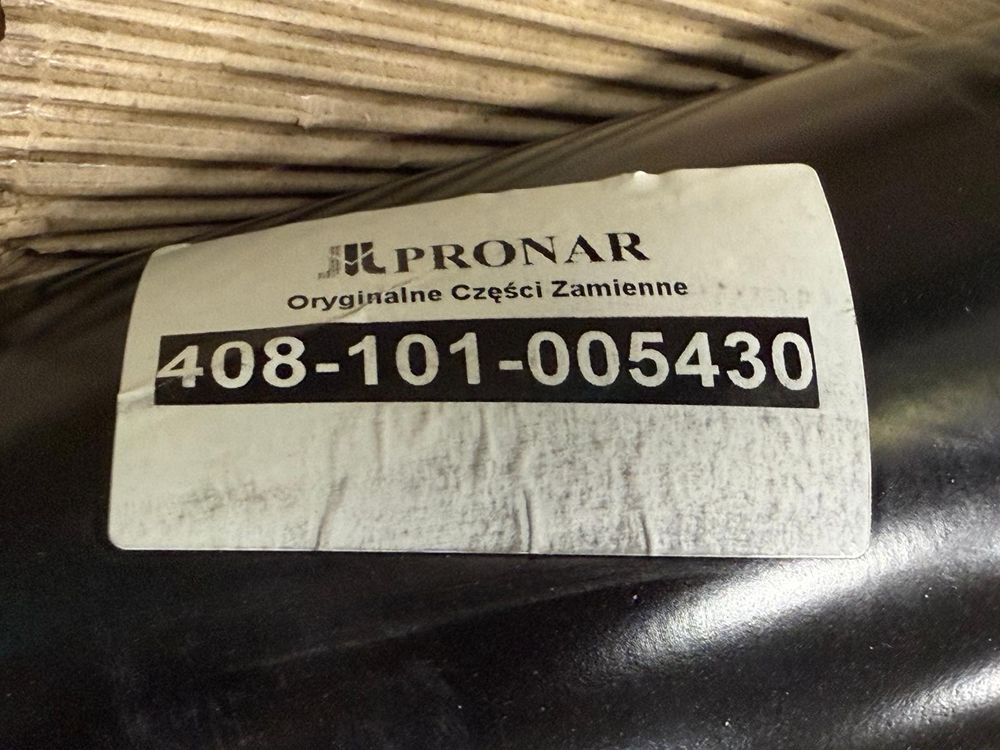 PRONAR
Oryginalne Części Zamienne
408-101-005430